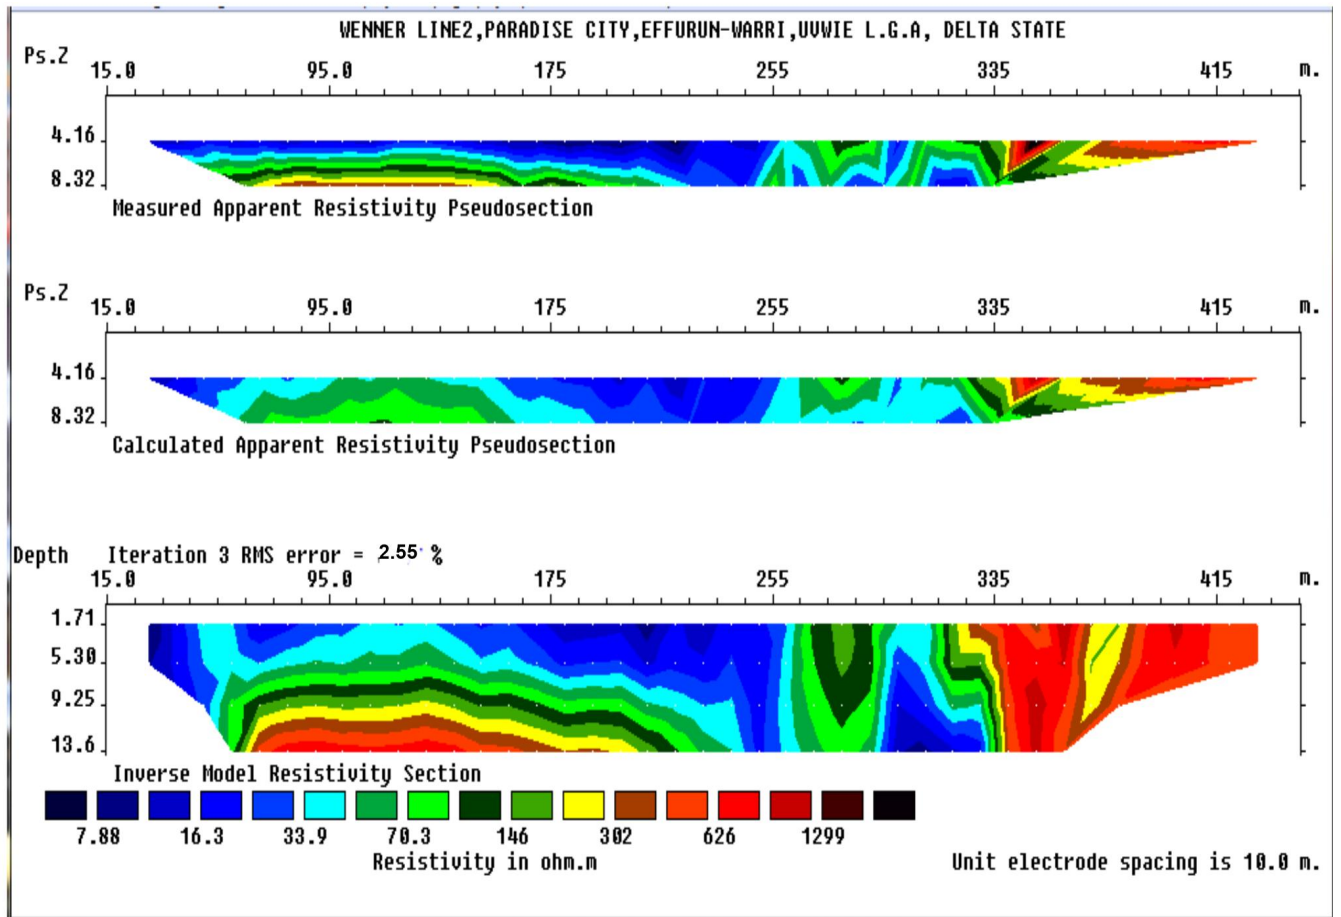 WENNER LINE2,PARADISE CITY,EFFURUN-WARRI,UVWIE L.G.A, DELTA STATE
Ps.Z 15.0 95.0 175 255 335 415 m.
4.16
8.32
Measured Apparent Resistivity Pseudosection
Ps.Z 15.0 95.0 175 255 335 415 m.
4.16
8.32
Calculated Apparent Resistivity Pseudosection
Depth Iteration 3 RMS error = 2.55 %
15.0 95.0 175 255 335 415 m.
1.71
5.30
9.25
13.6
Inverse Model Resistivity Section
7.88 16.3 33.9 70.3 146 302 626 1299
Resistivity in ohm.m Unit electrode spacing is 10.0 m.